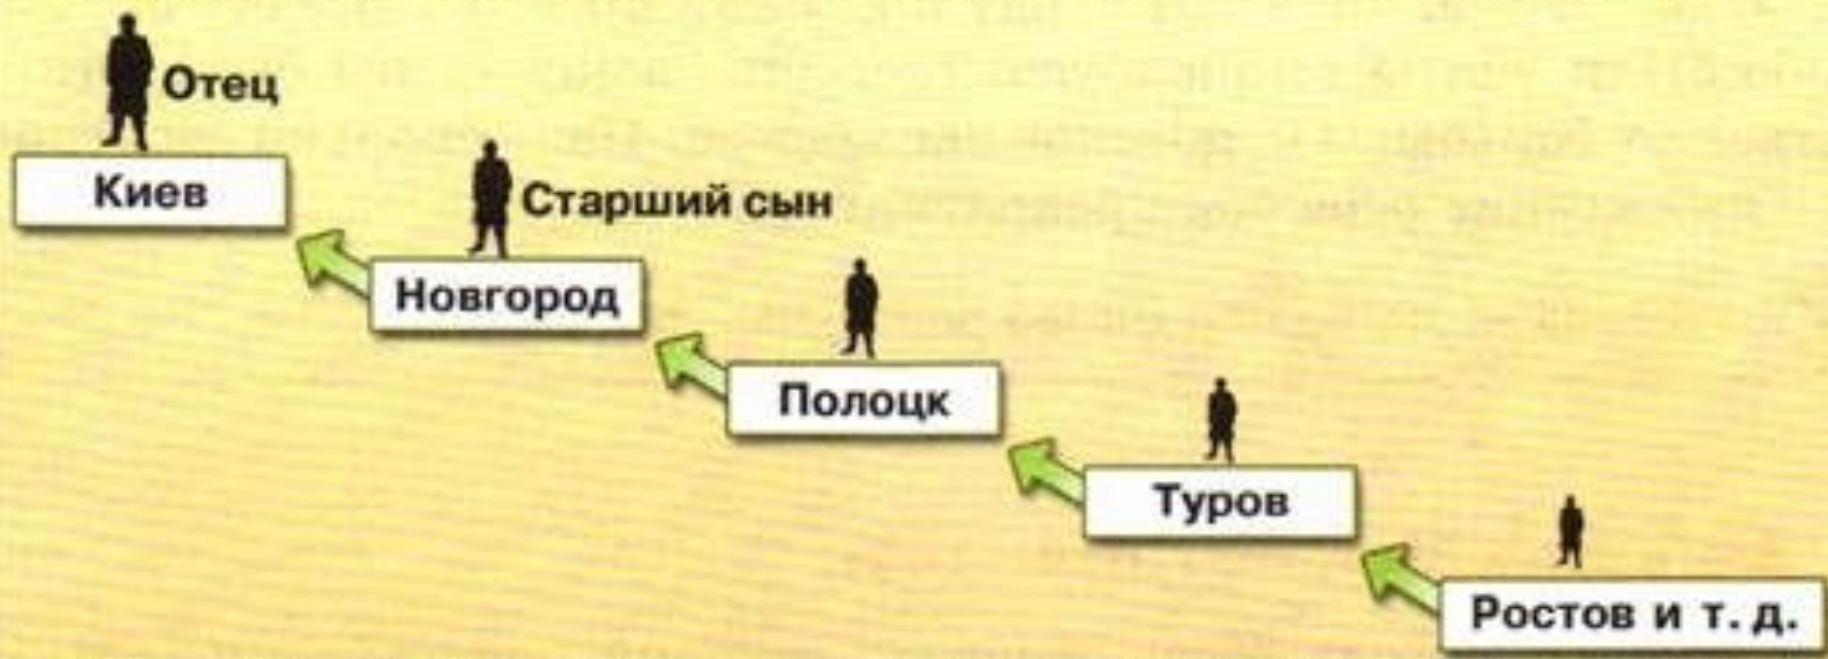 Отец
Киев
Старший сын
Новгород
Полоцк
Туров
Ростов и т. д.